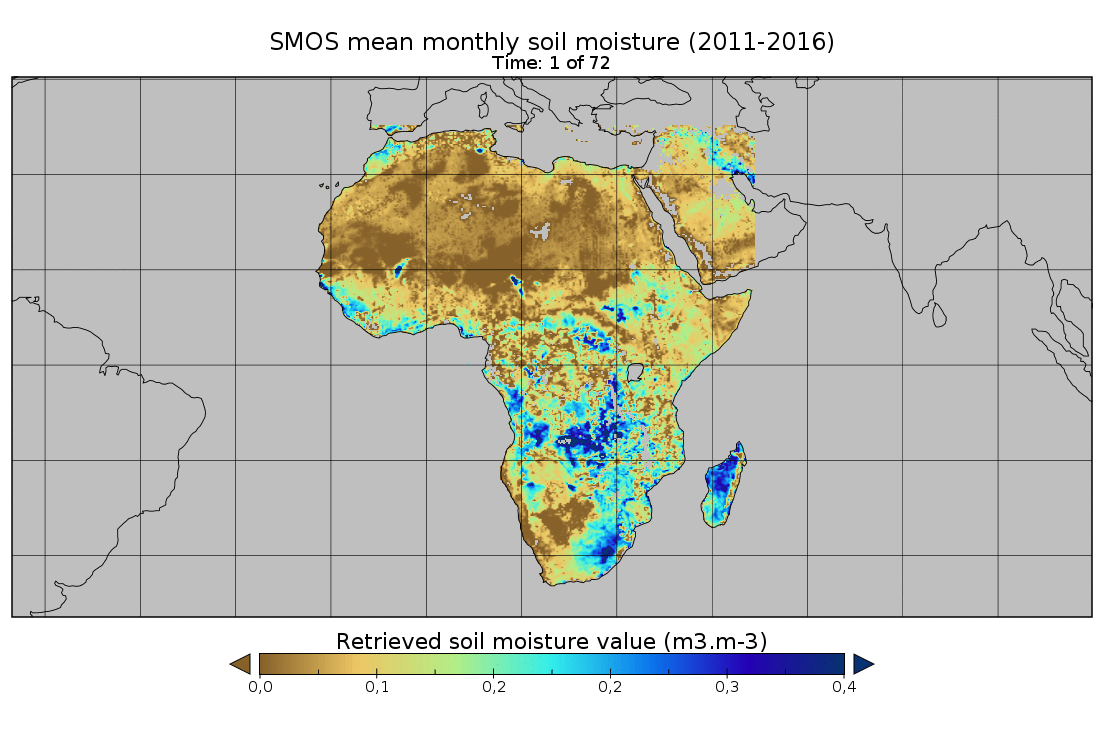 SMOS mean monthly soil moisture (2011-2016)
Time: 1 of 72
Retrieved soil moisture value (m3.m-3)
0,0 0,1 0,2 0,2 0,3 0,4